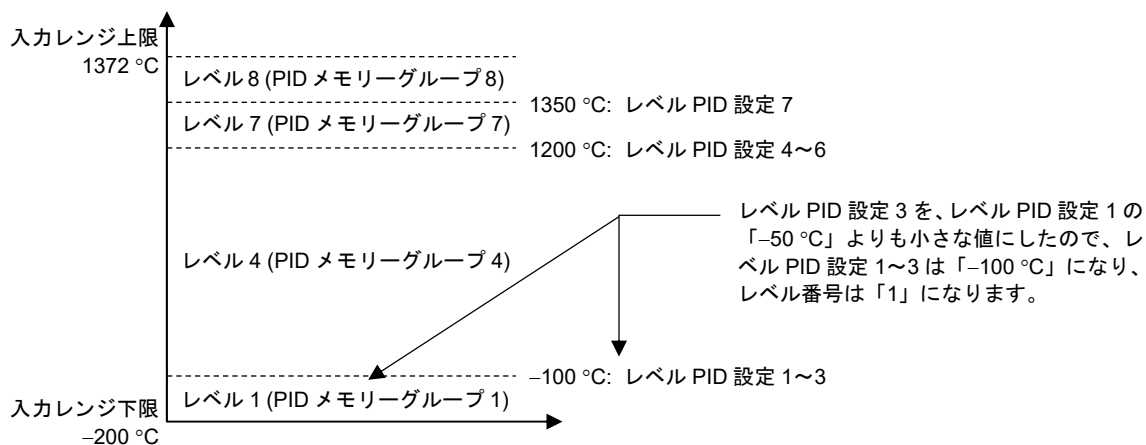 入力レンジ上限
1372 °C
レベル 8 (PID メモリーグループ 8)
1350 °C: レベル PID 設定 7
レベル 7 (PID メモリーグループ 7)
1200 °C: レベル PID 設定 4～6
レベル PID 設定 3 を、レベル PID 設定 1 の
「–50 °C」よりも小さな値にしたので、レ
ベル PID 設定 1～3 は「–100 °C」になり、
レベル番号は「1」になります。
レベル 4 (PID メモリーグループ 4)
–100 °C: レベル PID 設定 1～3
レベル 1 (PID メモリーグループ 1)
入力レンジ下限
–200 °C